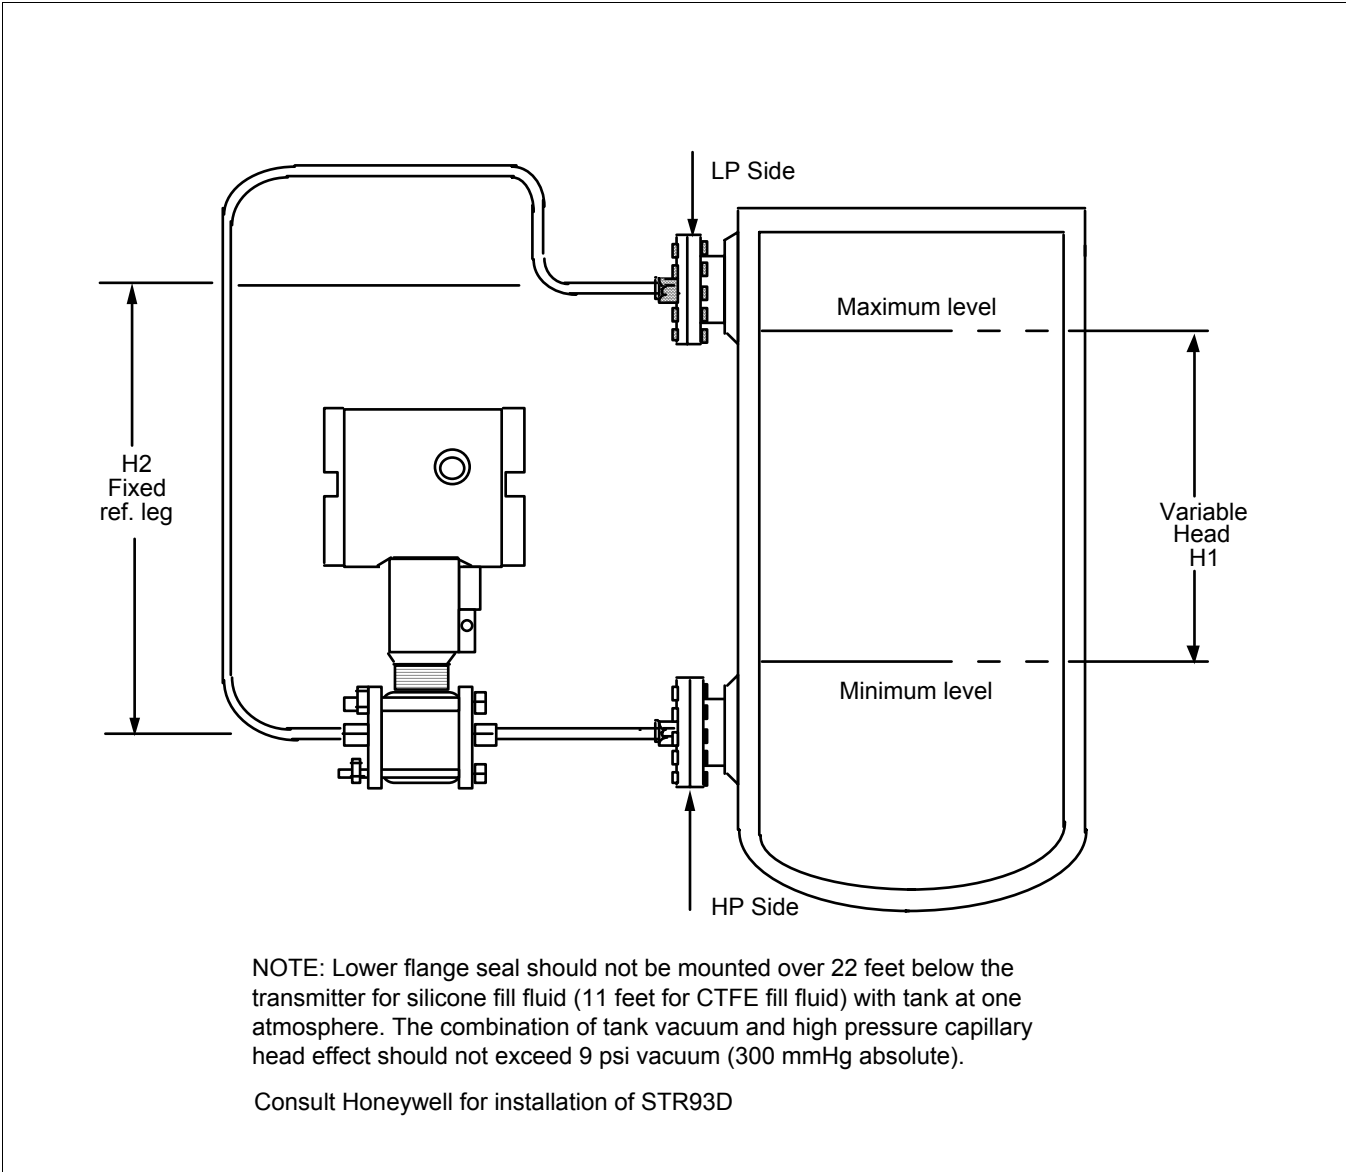 LP Side
Maximum level
H2
Fixed
ref. leg
Variable
Head
H1
Minimum level
HP Side
NOTE: Lower flange seal should not be mounted over 22 feet below the
transmitter for silicone fill fluid (11 feet for CTFE fill fluid) with tank at one
atmosphere. The combination of tank vacuum and high pressure capillary
head effect should not exceed 9 psi vacuum (300 mmHg absolute).
Consult Honeywell for installation of STR93D